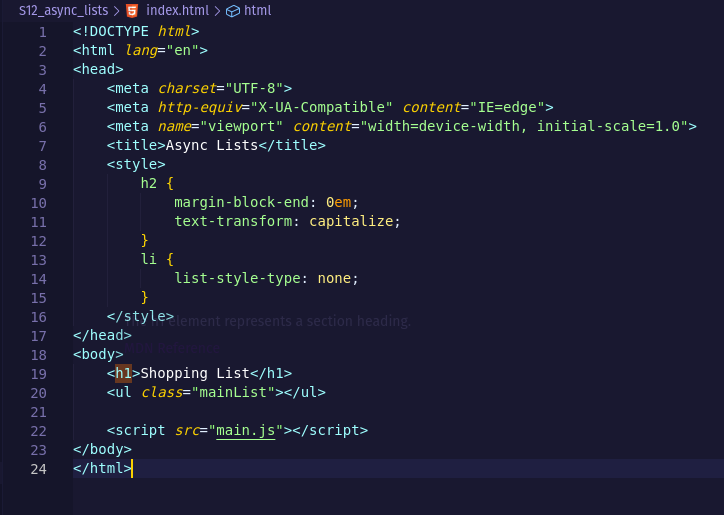 S12_async_lists > index.html > html
1 <!DOCTYPE html>
2 <html lang="en">
3 <head>
4 <meta charset="UTF-8">
5 <meta http-equiv="X-UA-Compatible" content="IE=edge">
6 <meta name="viewport" content="width=device-width, initial-scale=1.0">
7 <title>Async Lists</title>
8 <style>
9 h2 {
10 margin-block-end: 0em;
11 text-transform: capitalize;
12 }
13 li {
14 list-style-type: none;
15 }
16 </style>
element represents a section heading.
17 </head>
18 <body>
19 <h1>Shopping List</h1>
20 <ul class="mainList"></ul>
21
22 <script src="main.js"></script>
23 </body>
24 </html>